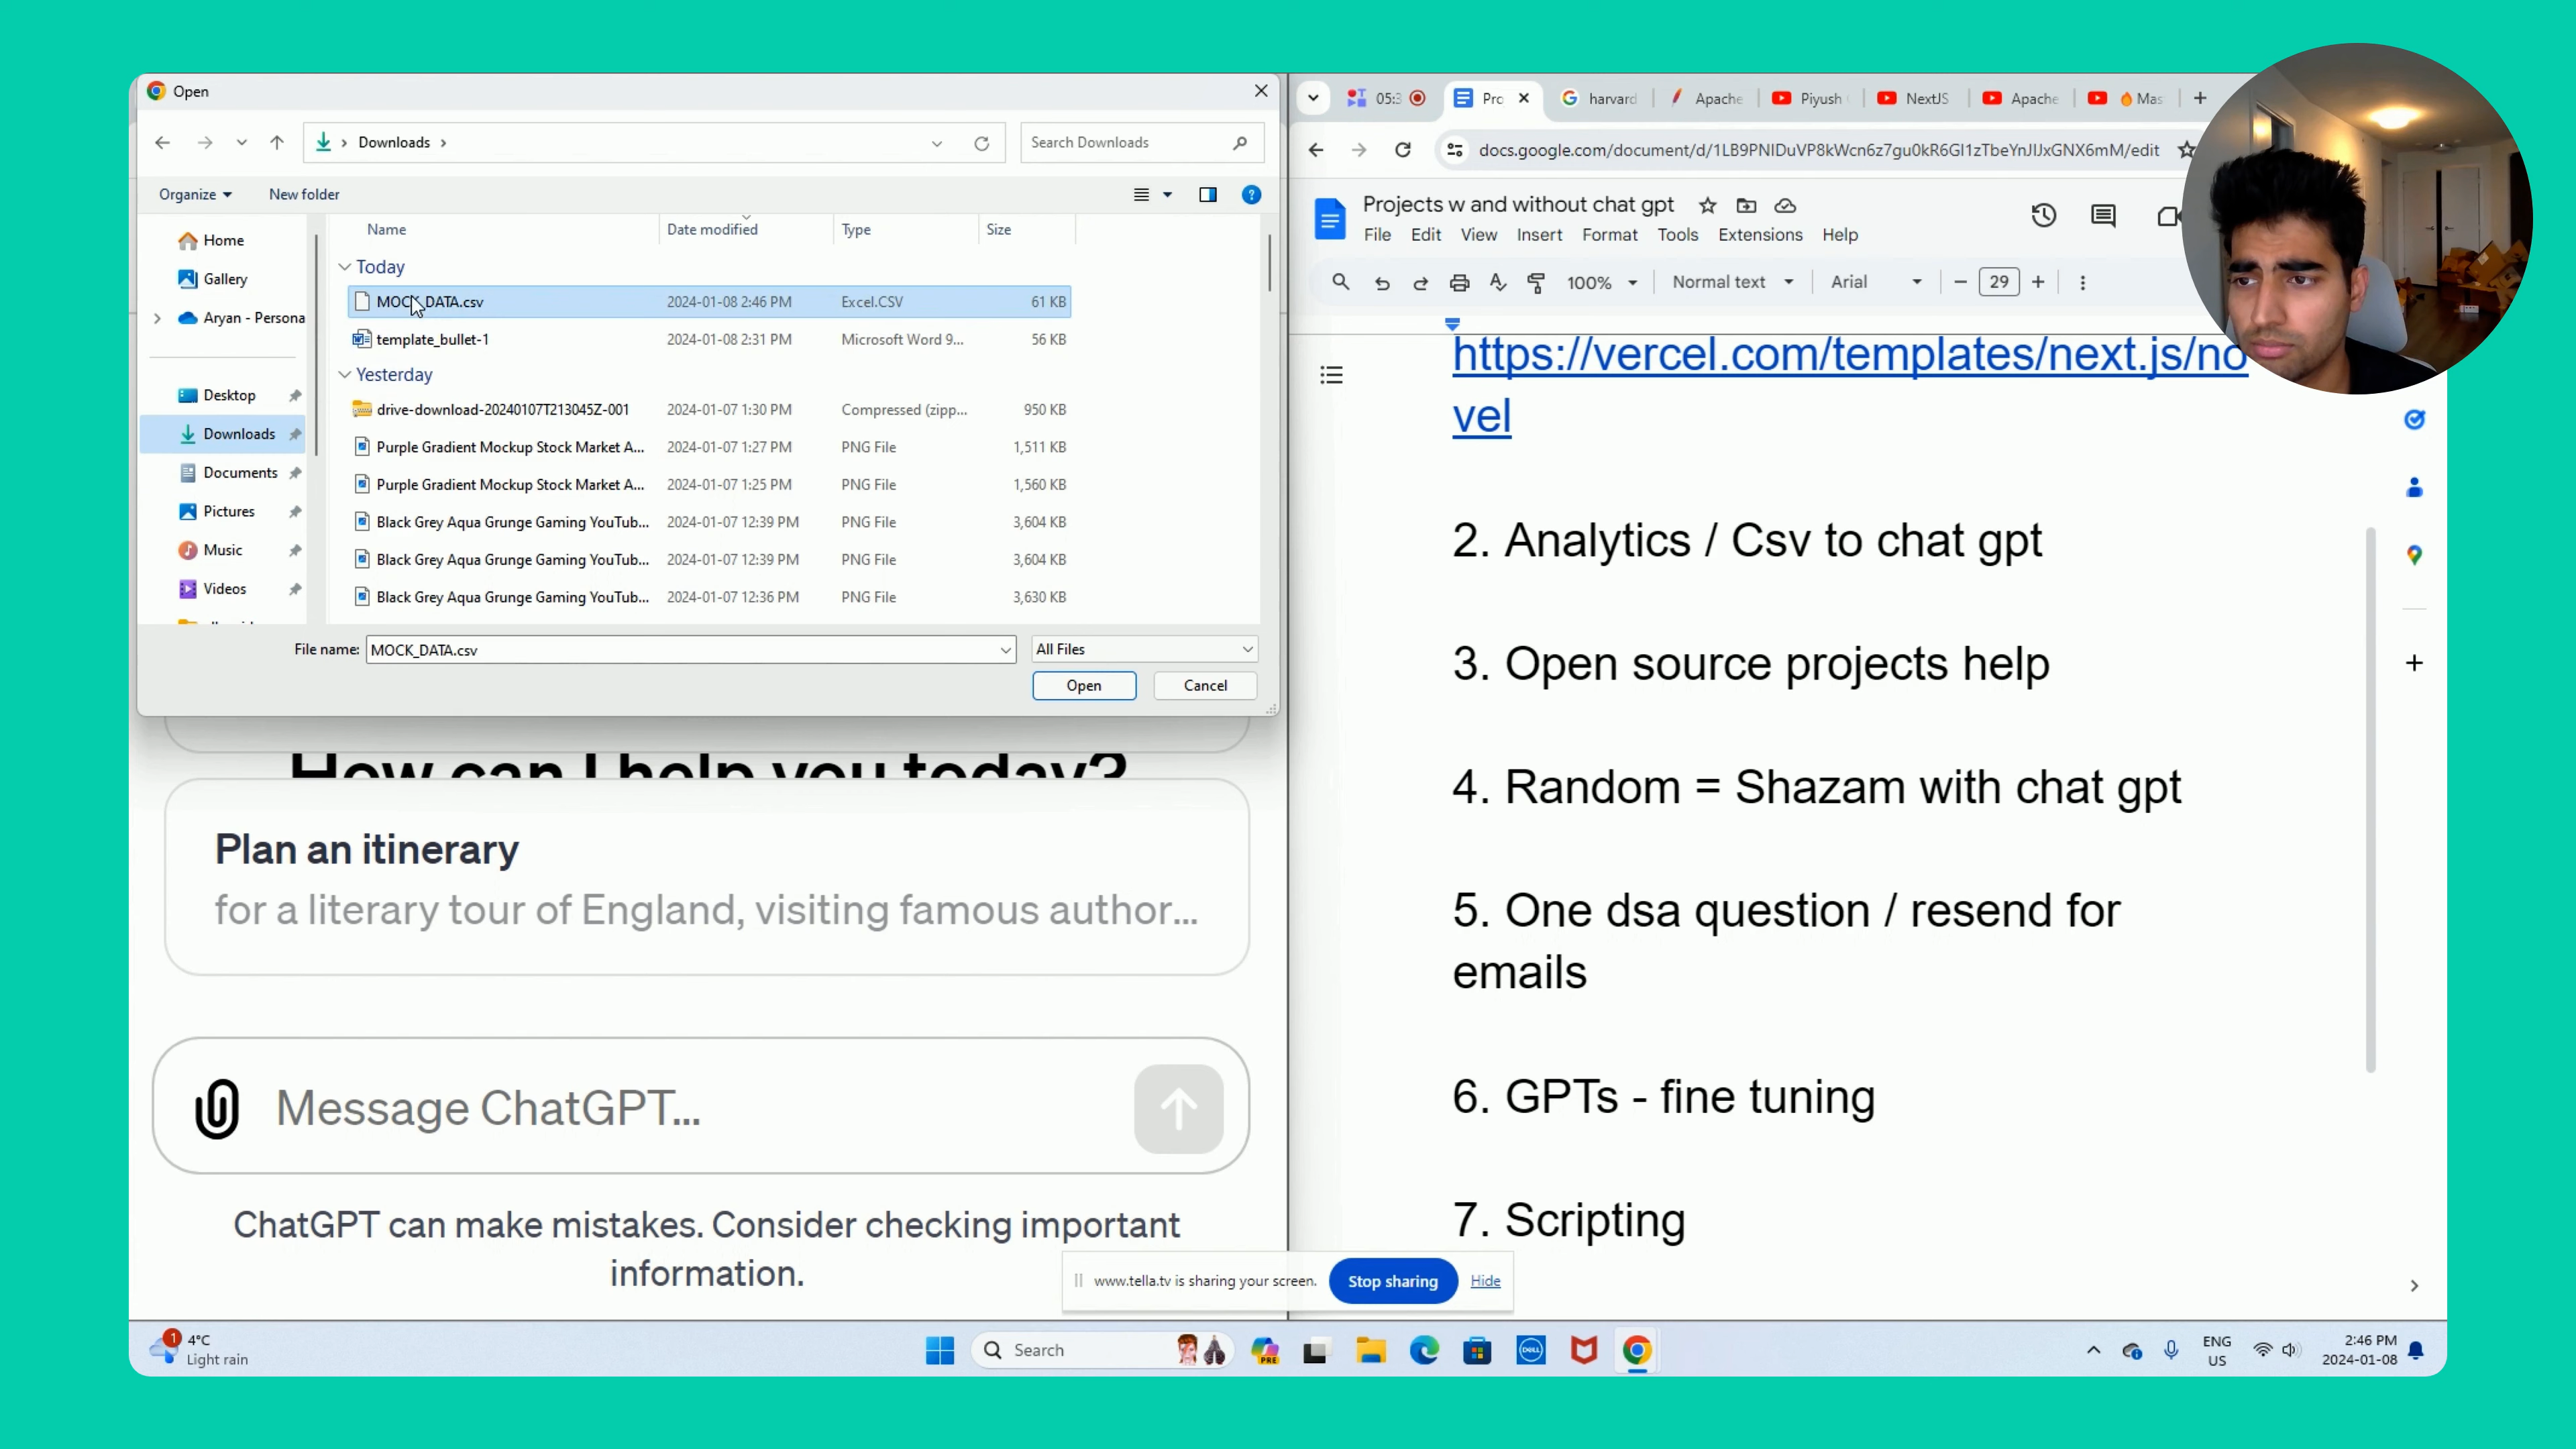 Open
Downloads
Search Downloads
Organize
New folder
Home
Gallery
Aryan - Persona
Desktop
Downloads
Documents
Pictures
Music
Videos
Name Date modified Type Size
Today
MOCK_DATA.csv 2024-01-08 2:46 PM Excel.CSV 61 KB
template_bullet-1 2024-01-08 2:31 PM Microsoft Word 9... 56 KB
Yesterday
drive-download-20240107T213045Z-001 2024-01-07 1:30 PM Compressed (zipp... 950 KB
Purple Gradient Mockup Stock Market A... 2024-01-07 1:27 PM PNG File 1,511 KB
Purple Gradient Mockup Stock Market A... 2024-01-07 1:25 PM PNG File 1,560 KB
Black Grey Aqua Grunge Gaming YouTub... 2024-01-07 12:39 PM PNG File 3,604 KB
Black Grey Aqua Grunge Gaming YouTub... 2024-01-07 12:39 PM PNG File 3,604 KB
Black Grey Aqua Grunge Gaming YouTub... 2024-01-07 12:36 PM PNG File 3,630 KB
File name: MOCK_DATA.csv All Files
Open Cancel
How can I help you today?
Plan an itinerary
for a literary tour of England, visiting famous author...
Message ChatGPT...
ChatGPT can make mistakes. Consider checking important
information.
05:3 Pro harvard Apache Piyush NextJS Apache Mas
docs.google.com/document/d/1LB9PNIDuVP8kWcn6z7gu0kR6GI1zTbeYnJIJxGNX6mM/edit
Projects w and without chat gpt
File Edit View Insert Format Tools Extensions Help
100% Normal text Arial 29
https://vercel.com/templates/next.js/no
vel
2. Analytics / Csv to chat gpt
3. Open source projects help
4. Random = Shazam with chat gpt
5. One dsa question / resend for
emails
6. GPTs - fine tuning
7. Scripting
www.tella.tv is sharing your screen. Stop sharing Hide
1
4°C
Light rain
Search
PRE
DELL
ENG
US
2:46 PM
2024-01-08